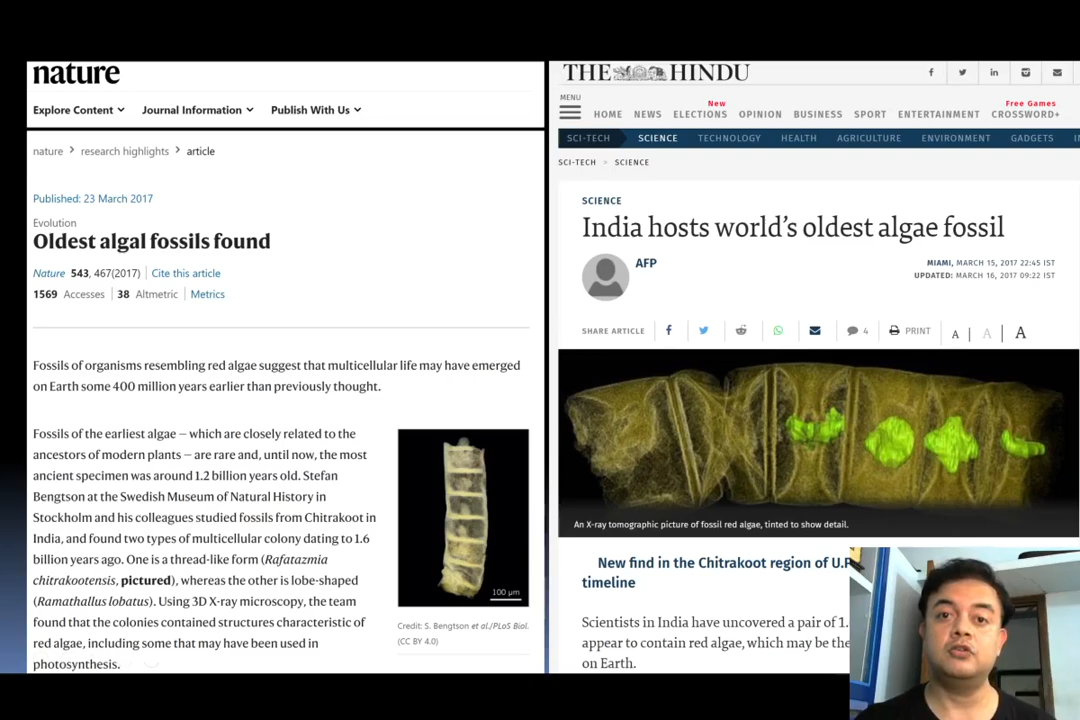 nature
Explore Content Journal Information Publish With Us
nature > research highlights > article
Published: 23 March 2017
Evolution
Oldest algal fossils found
Nature 543, 467(2017) | Cite this article
1569 Accesses | 38 Altmetric | Metrics
Fossils of organisms resembling red algae suggest that multicellular life may have emerged
on Earth some 400 million years earlier than previously thought.
Fossils of the earliest algae — which are closely related to the
ancestors of modern plants — are rare and, until now, the most
ancient specimen was around 1.2 billion years old. Stefan
Bengtson at the Swedish Museum of Natural History in
Stockholm and his colleagues studied fossils from Chitrakoot in
India, and found two types of multicellular colony dating to 1.6
billion years ago. One is a thread-like form (Rafatazmia
chitrakootensis, pictured), whereas the other is lobe-shaped
(Ramathallus lobatus). Using 3D X-ray microscopy, the team
found that the colonies contained structures characteristic of
red algae, including some that may have been used in
photosynthesis.
100 µm
Credit: S. Bengtson et al./PLoS Biol.
(CC BY 4.0)
THE HINDU
MENU
New
Free Games
HOME NEWS ELECTIONS OPINION BUSINESS SPORT ENTERTAINMENT CROSSWORD+
SCI-TECH SCIENCE TECHNOLOGY HEALTH AGRICULTURE ENVIRONMENT GADGETS
SCI-TECH > SCIENCE
SCIENCE
India hosts world's oldest algae fossil
AFP
MIAMI, MARCH 15, 2017 22:45 IST
UPDATED: MARCH 16, 2017 09:22 IST
SHARE ARTICLE 4 PRINT A | A | A
An X-ray tomographic picture of fossil red algae, tinted to show detail.
New find in the Chitrakoot region of U.P
timeline
Scientists in India have uncovered a pair of 1.
appear to contain red algae, which may be the
on Earth.